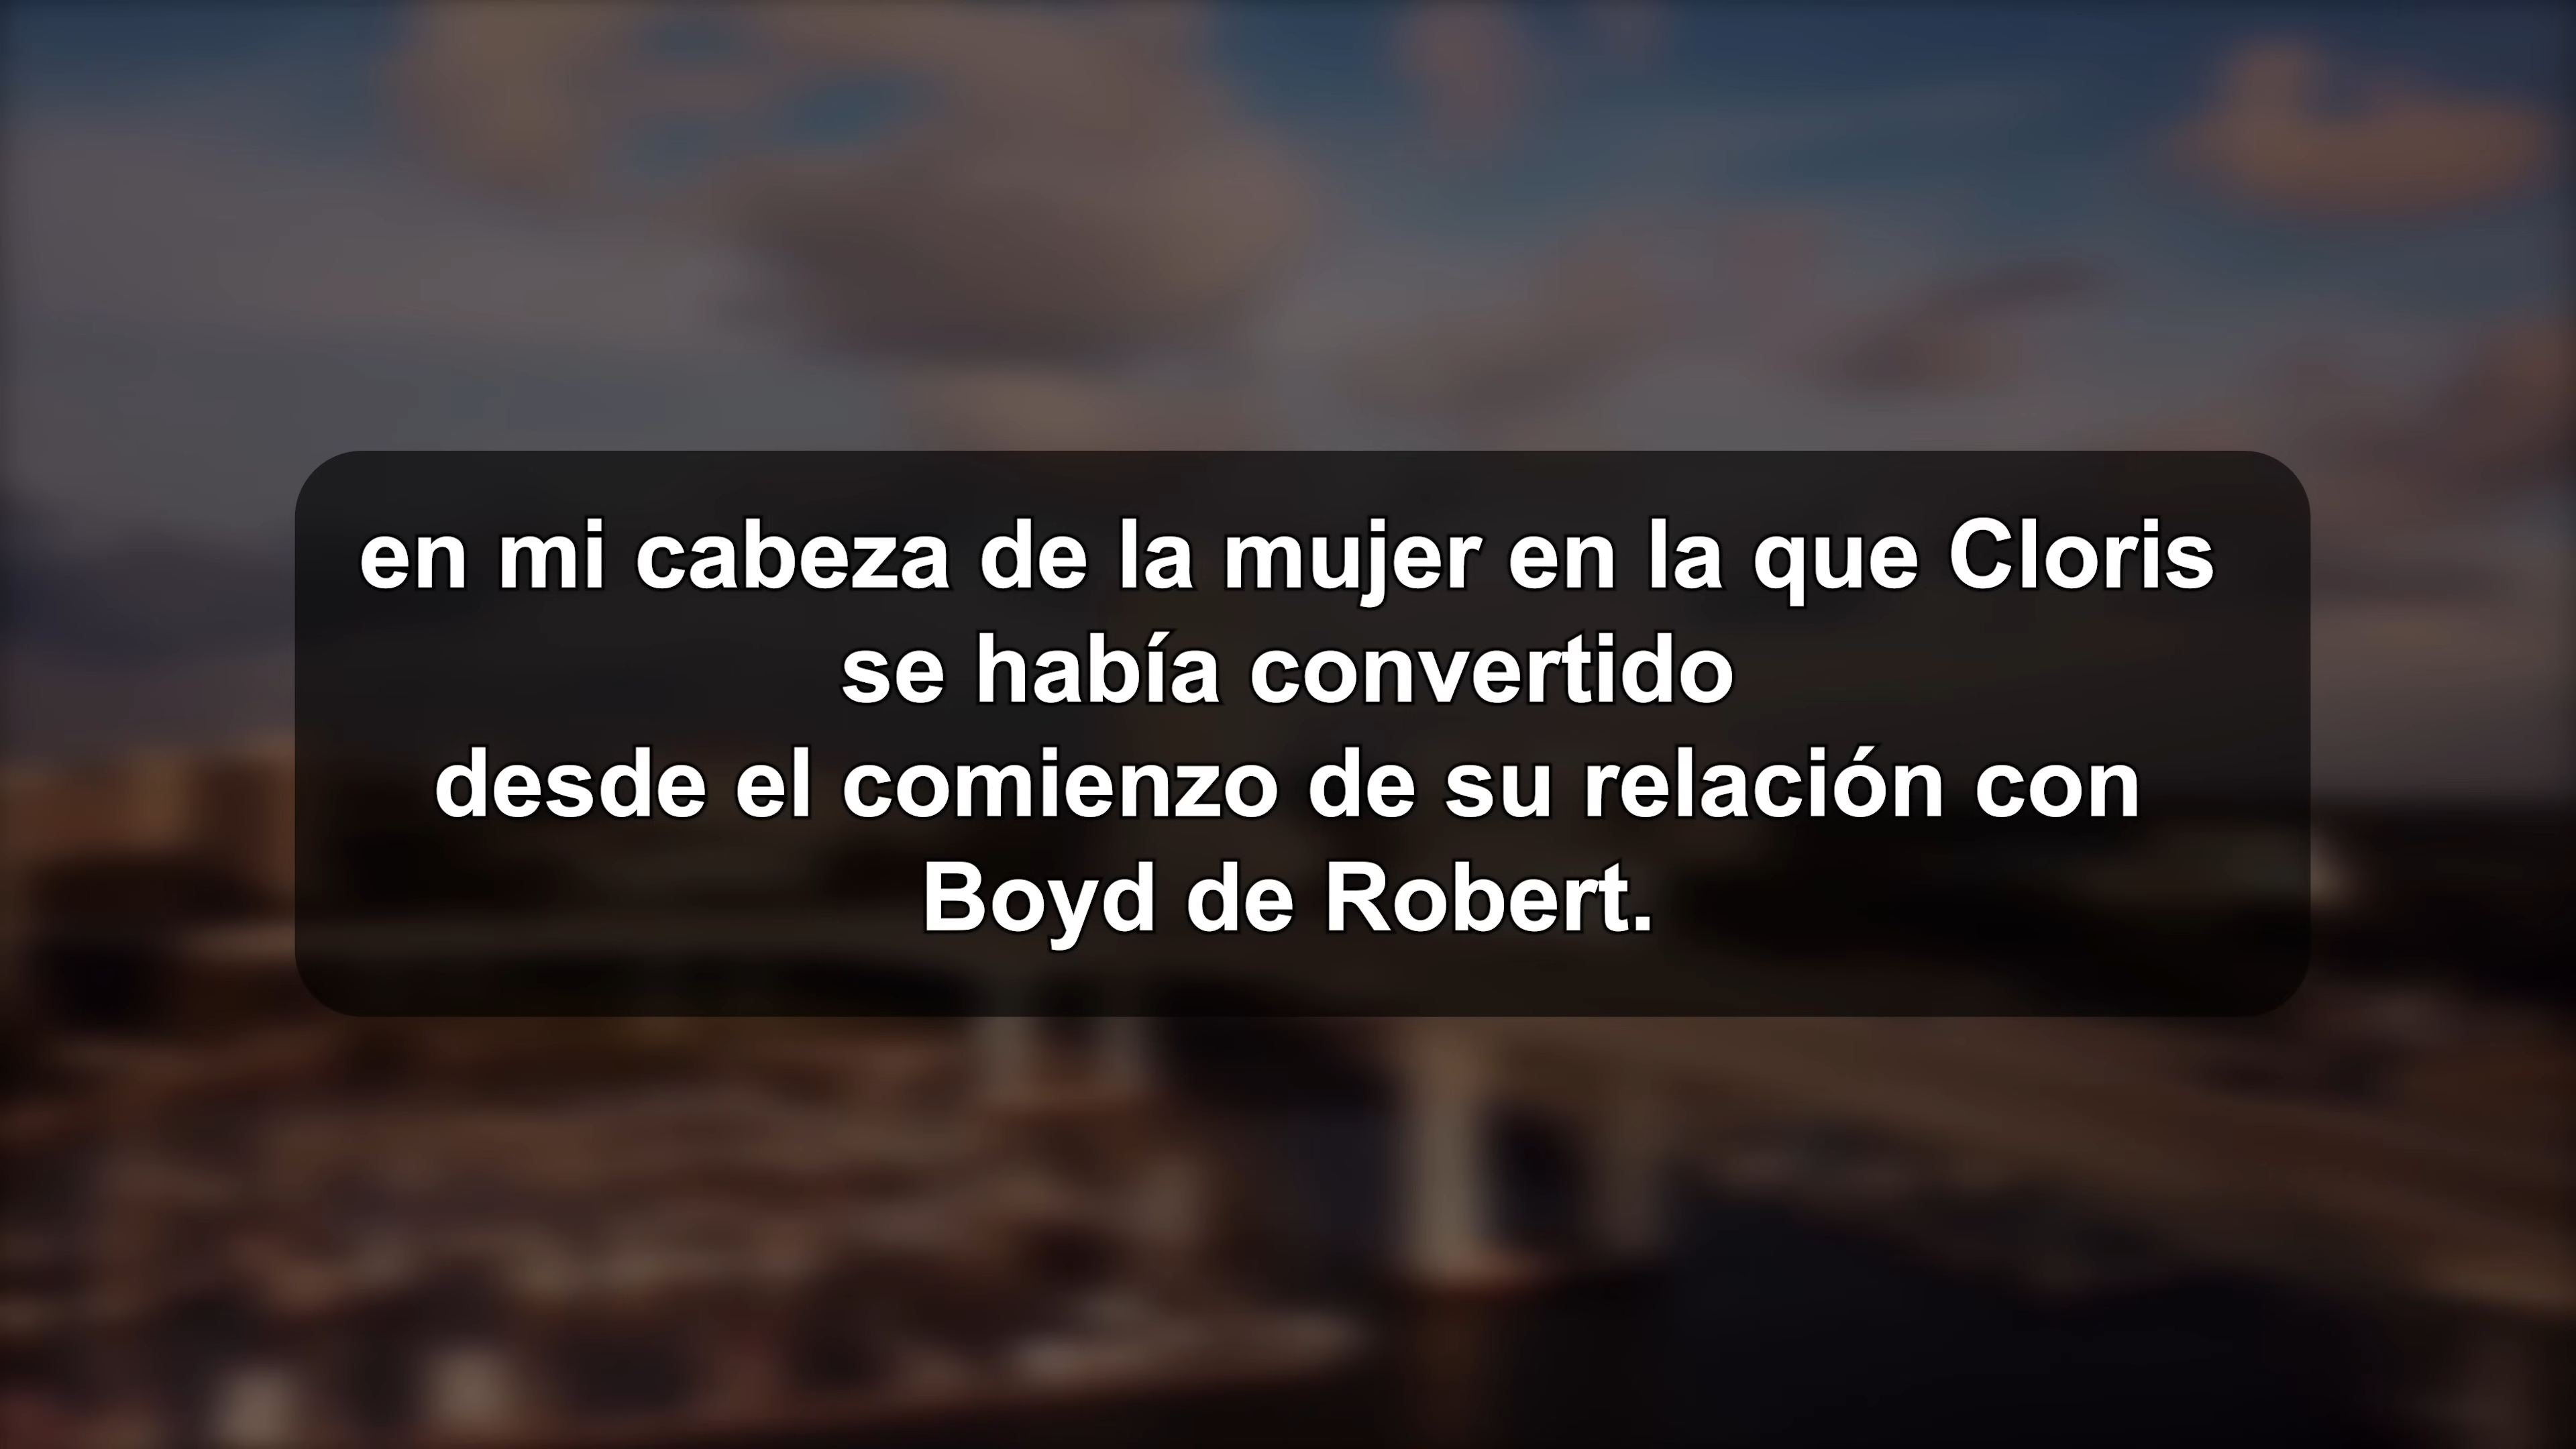 en mi cabeza de la mujer en la que Cloris
se había convertido
desde el comienzo de su relación con
Boyd de Robert.